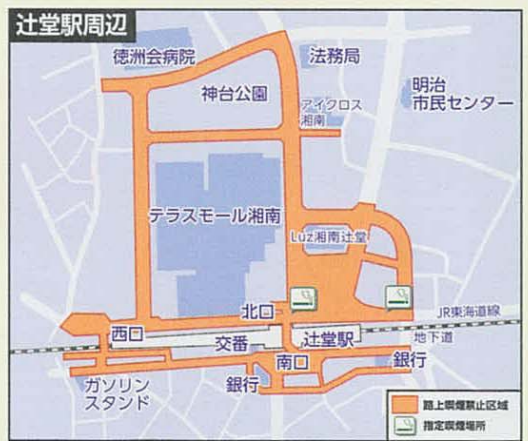 辻堂駅周辺
徳洲会病院
法務局
神台公園
明治
市民センター
アイクロス
湘南
テラスモール湘南
Luz湘南辻堂
北口
JR東海道線
西口
交番
辻堂駅
地下道
南口
銀行
ガソリン
スタンド
銀行
路上喫煙禁止区域
指定喫煙場所